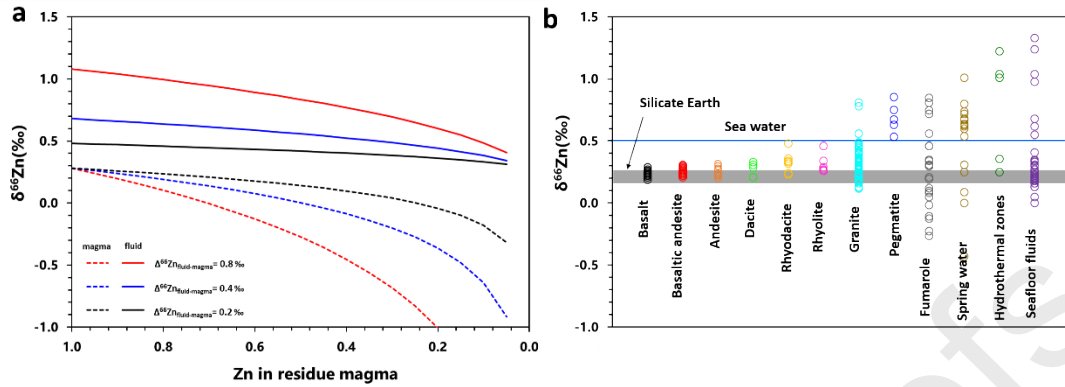 a
δ⁶⁶Zn(‰)
1.5
1.0
0.5
0.0
-0.5
-1.0
magma fluid
Δ⁶⁶Znfluid-magma= 0.8 ‰
Δ⁶⁶Znfluid-magma= 0.4 ‰
Δ⁶⁶Znfluid-magma= 0.2 ‰
1.0 0.8 0.6 0.4 0.2 0.0
Zn in residue magma
b
δ⁶⁶Zn(‰)
1.5
1.0
0.5
0.0
-0.5
-1.0
Silicate Earth
Sea water
Basalt
Basaltic andesite
Andesite
Dacite
Rhyodacite
Rhyolite
Granite
Pegmatite
Fumarole
Spring water
Hydrothermal zones
Seafloor fluids